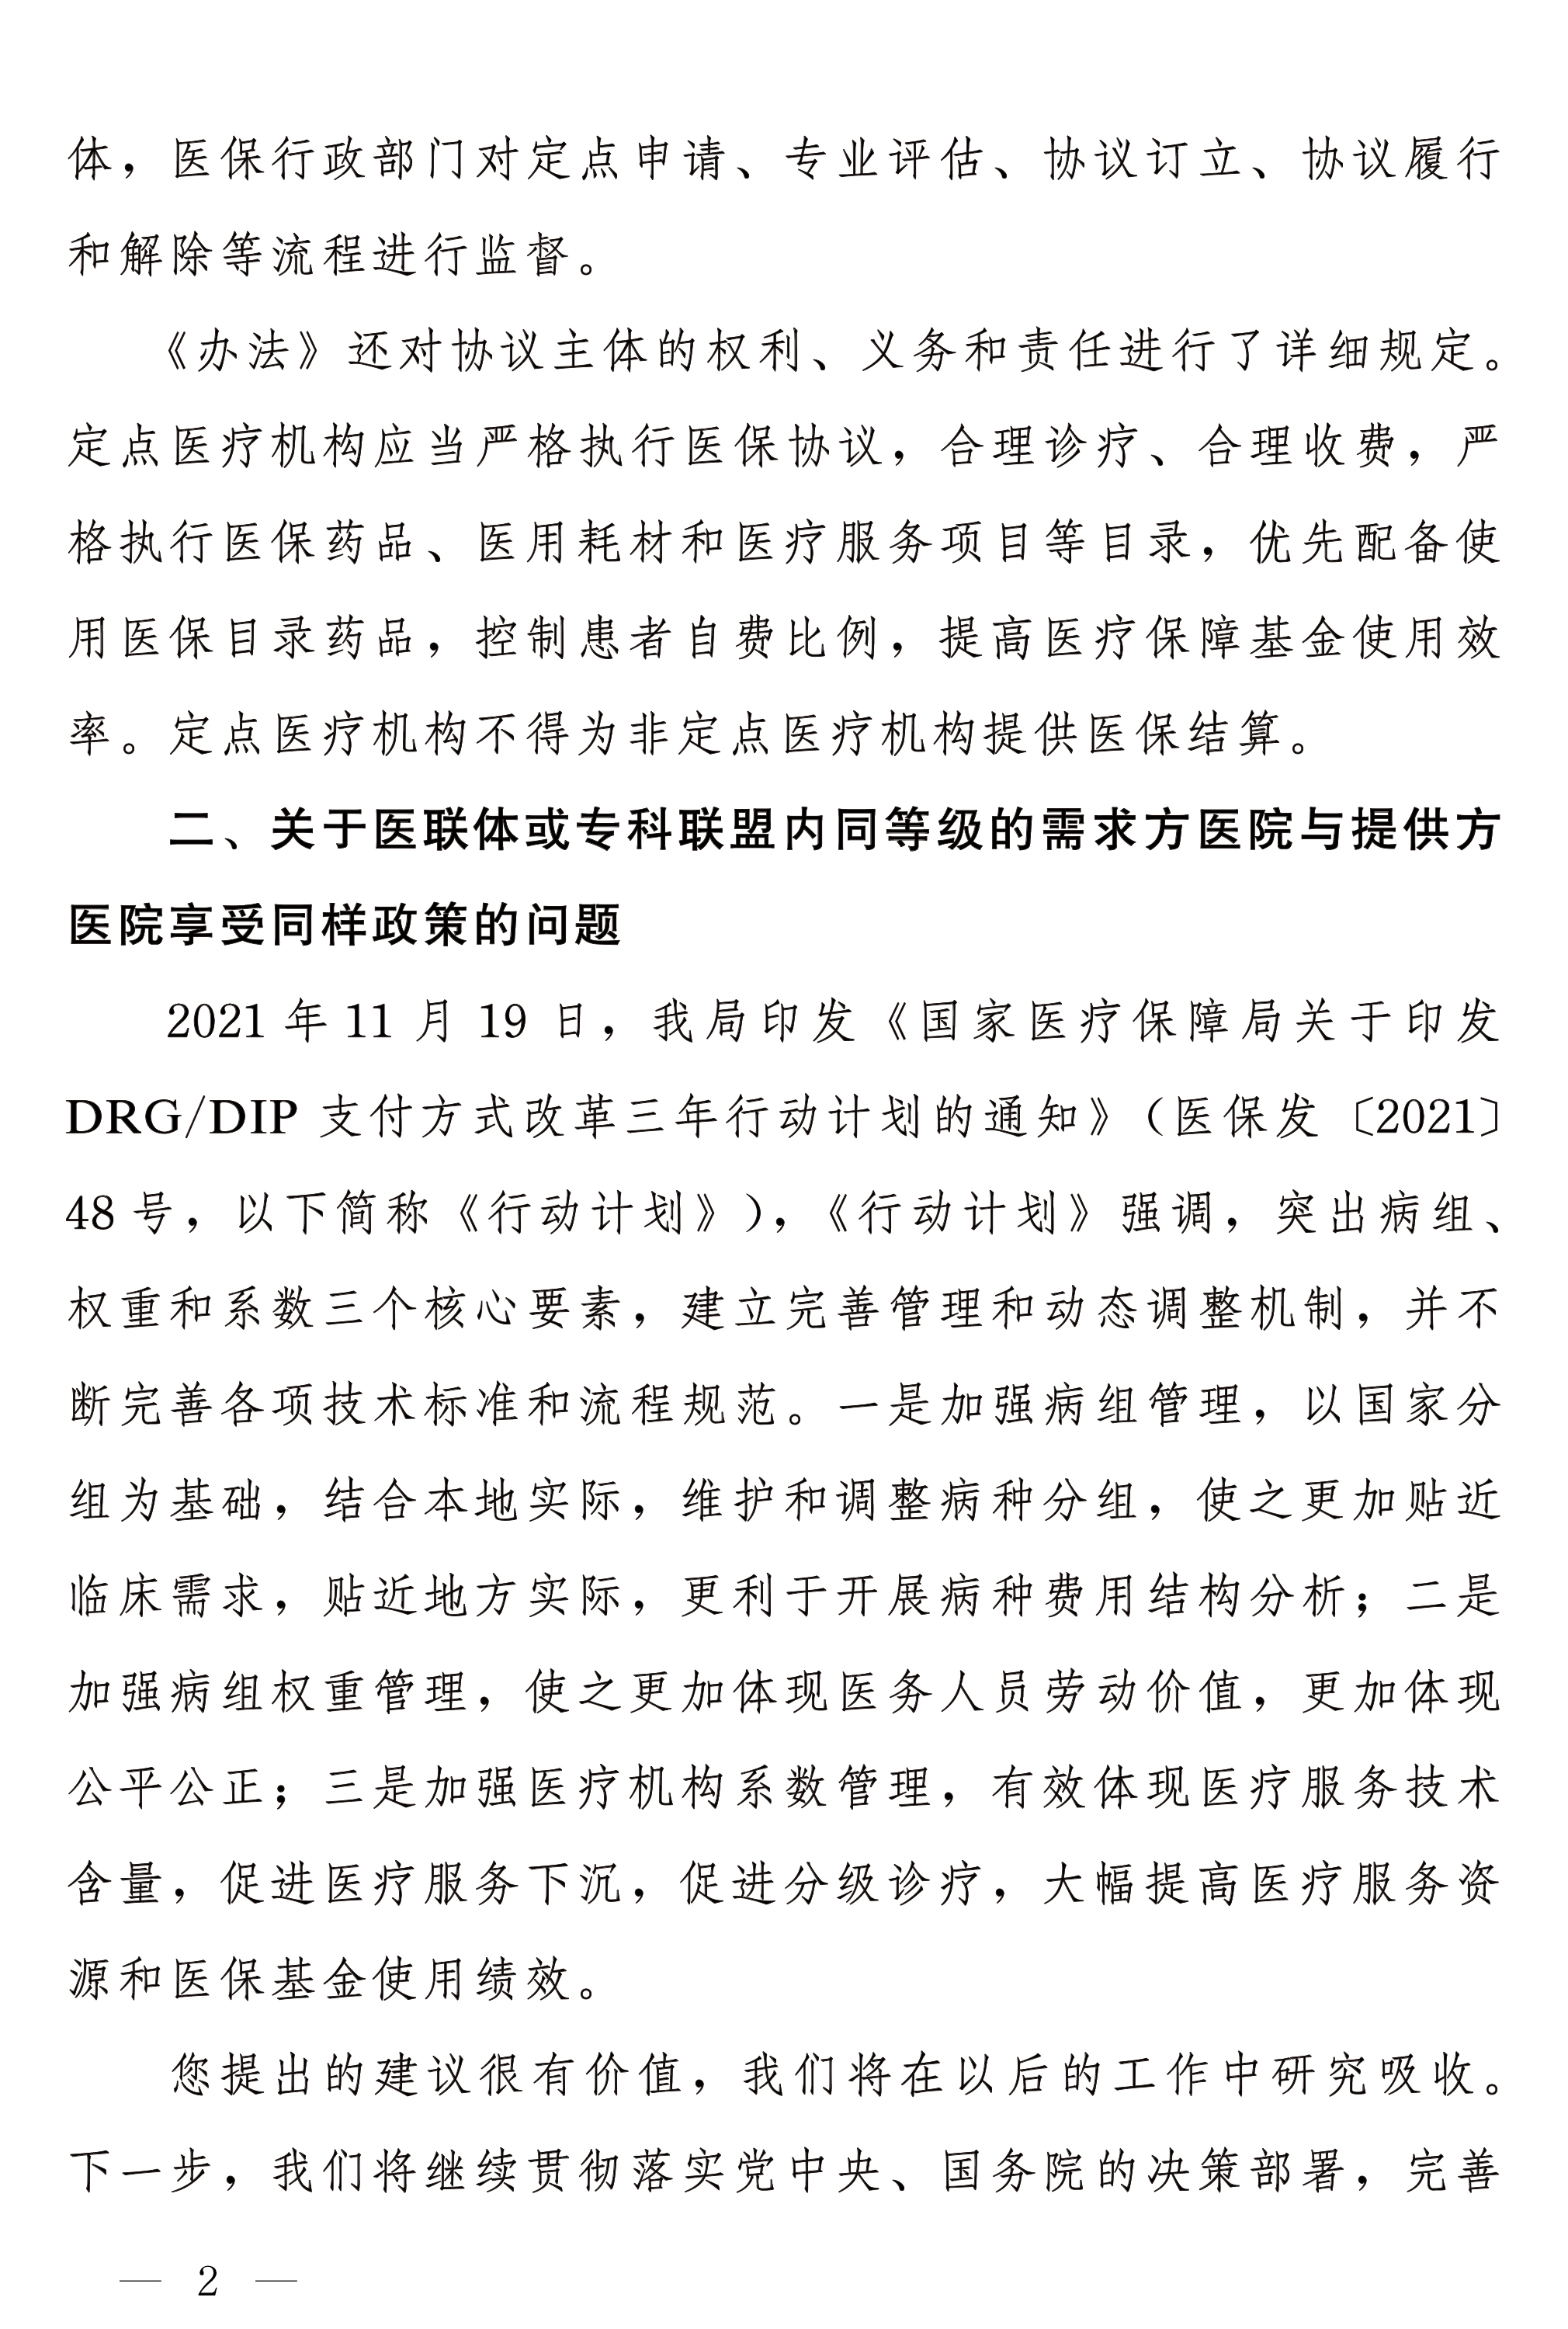 体，医保行政部门对定点申请、专业评估、协议订立、协议履行
和解除等流程进行监督。
《办法》还对协议主体的权利、义务和责任进行了详细规定。
定点医疗机构应当严格执行医保协议，合理诊疗、合理收费，严
格执行医保药品、医用耗材和医疗服务项目等目录，优先配备使
用医保目录药品，控制患者自费比例，提高医疗保障基金使用效
率。定点医疗机构不得为非定点医疗机构提供医保结算。
二、关于医联体或专科联盟内同等级的需求方医院与提供方
医院享受同样政策的问题
2021 年 11 月 19 日，我局印发《国家医疗保障局关于印发
DRG/DIP 支付方式改革三年行动计划的通知》（医保发〔2021〕
48 号，以下简称《行动计划》），《行动计划》强调，突出病组、
权重和系数三个核心要素，建立完善管理和动态调整机制，并不
断完善各项技术标准和流程规范。一是加强病组管理，以国家分
组为基础，结合本地实际，维护和调整病种分组，使之更加贴近
临床需求，贴近地方实际，更利于开展病种费用结构分析；二是
加强病组权重管理，使之更加体现医务人员劳动价值，更加体现
公平公正；三是加强医疗机构系数管理，有效体现医疗服务技术
含量，促进医疗服务下沉，促进分级诊疗，大幅提高医疗服务资
源和医保基金使用绩效。
您提出的建议很有价值，我们将在以后的工作中研究吸收。
下一步，我们将继续贯彻落实党中央、国务院的决策部署，完善
— 2 —